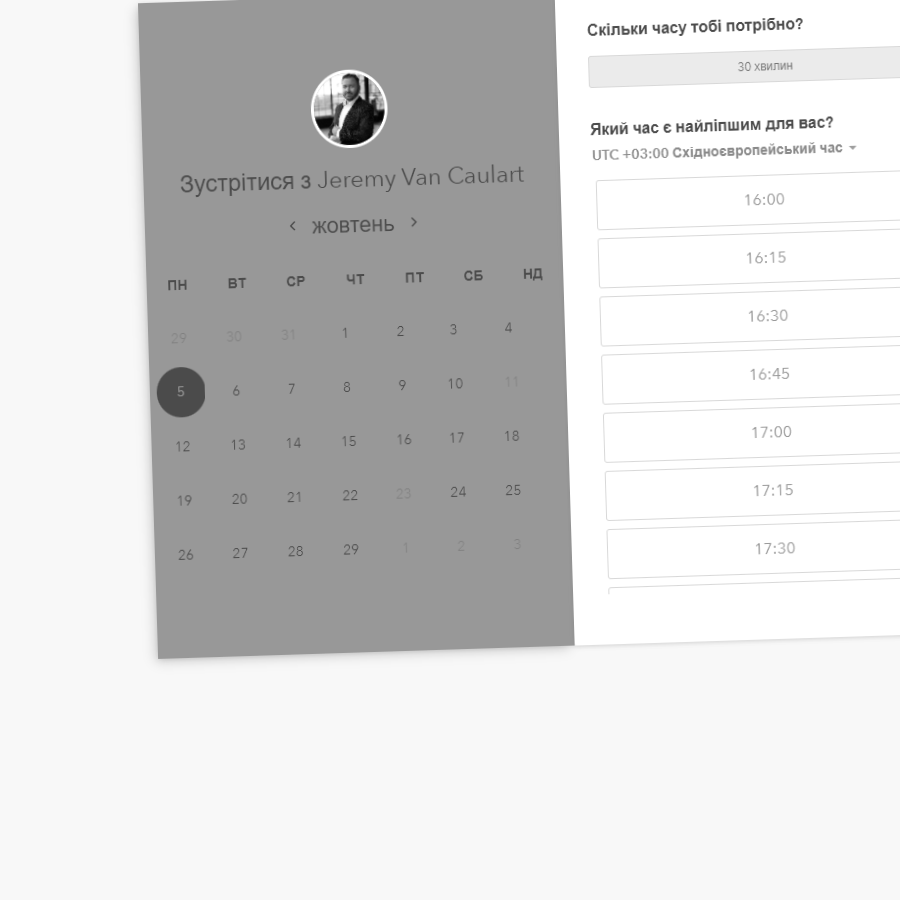 Зустрітися з Jeremy Van Caulart
< жовтень >
ПН ВТ СР ЧТ ПТ СБ НД
29 30 31 1 2 3 4
5 6 7 8 9 10 11
12 13 14 15 16 17 18
19 20 21 22 23 24 25
26 27 28 29 1 2 3
Скільки часу тобі потрібно?
30 хвилин
Який час є найліпшим для вас?
UTC +03:00 Східноєвропейський час
16:00
16:15
16:30
16:45
17:00
17:15
17:30